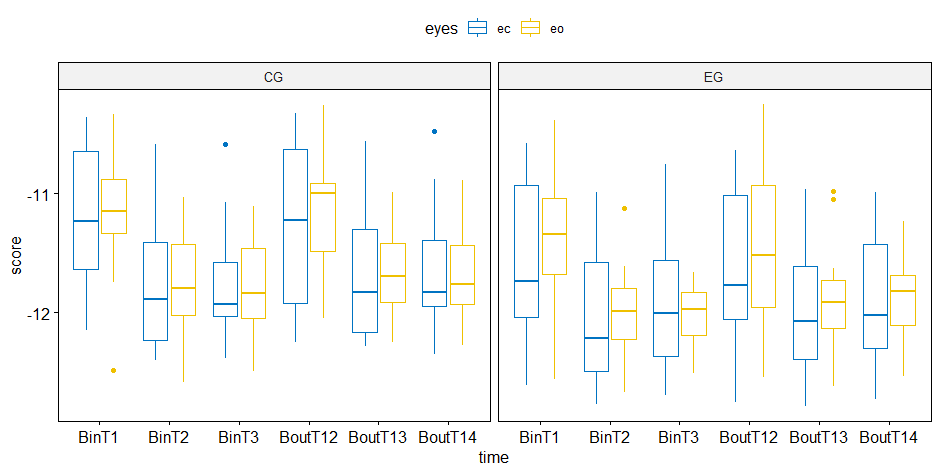 eyes ec eo
CG EG
-11
-12
score
BinT1 BinT2 BinT3 BoutT12 BoutT13 BoutT14 BinT1 BinT2 BinT3 BoutT12 BoutT13 BoutT14
time